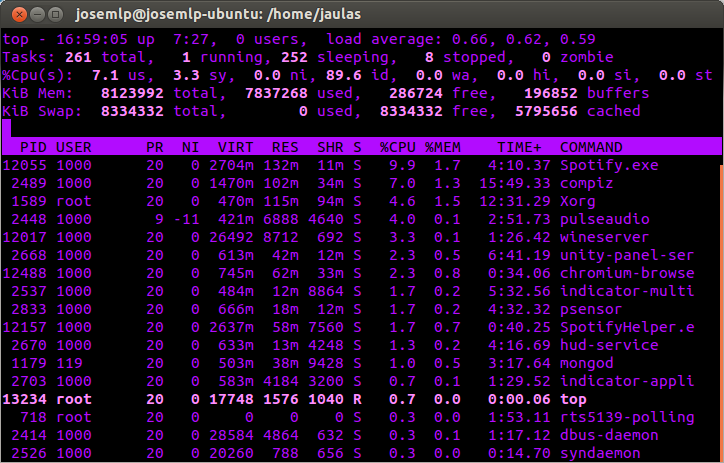 josemlp@josemlp-ubuntu: /home/jaulas
top - 16:59:05 up  7:27,  0 users,  load average: 0.66, 0.62, 0.59
Tasks: 261 total,   1 running, 252 sleeping,   8 stopped,   0 zombie
%Cpu(s):  7.1 us,  3.3 sy,  0.0 ni, 89.6 id,  0.0 wa,  0.0 hi,  0.0 si,  0.0 st
KiB Mem:   8123992 total,  7837268 used,   286724 free,   196852 buffers
KiB Swap:  8334332 total,        0 used,  8334332 free,  5795656 cached
  PID USER      PR  NI  VIRT  RES  SHR S  %CPU %MEM    TIME+  COMMAND
12055 1000      20   0 2704m 132m  11m S   9.9  1.7   4:10.37 Spotify.exe
 2489 1000      20   0 1470m 102m  34m S   7.0  1.3  15:49.33 compiz
 1589 root      20   0  470m 115m  94m S   4.6  1.5  12:31.29 Xorg
 2448 1000       9 -11  421m 6888 4640 S   4.0  0.1   2:51.73 pulseaudio
12017 1000      20   0 26492 8712  692 S   3.3  0.1   1:26.42 wineserver
 2668 1000      20   0  613m  42m  12m S   2.3  0.5   6:41.19 unity-panel-ser
12488 1000      20   0  745m  62m  33m S   2.3  0.8   0:34.06 chromium-browse
 2537 1000      20   0  484m  12m 8864 S   1.7  0.2   5:32.56 indicator-multi
 2833 1000      20   0  666m  18m  12m S   1.7  0.2   4:32.32 psensor
12157 1000      20   0 2637m  58m 7560 S   1.7  0.7   0:40.25 SpotifyHelper.e
 2670 1000      20   0  633m  13m 4248 S   1.3  0.2   4:16.69 hud-service
 1179 119       20   0  503m  38m 9428 S   1.0  0.5   3:17.64 mongod
 2703 1000      20   0  583m 4184 3200 S   0.7  0.1   1:29.52 indicator-appli
13234 root      20   0 17748 1576 1040 R   0.7  0.0   0:00.06 top
  718 root      20   0     0    0    0 S   0.3  0.0   1:53.11 rts5139-polling
 2414 1000      20   0 28584 4864  632 S   0.3  0.1   1:17.12 dbus-daemon
 2526 1000      20   0 20260  788  656 S   0.3  0.0   0:14.70 syndaemon